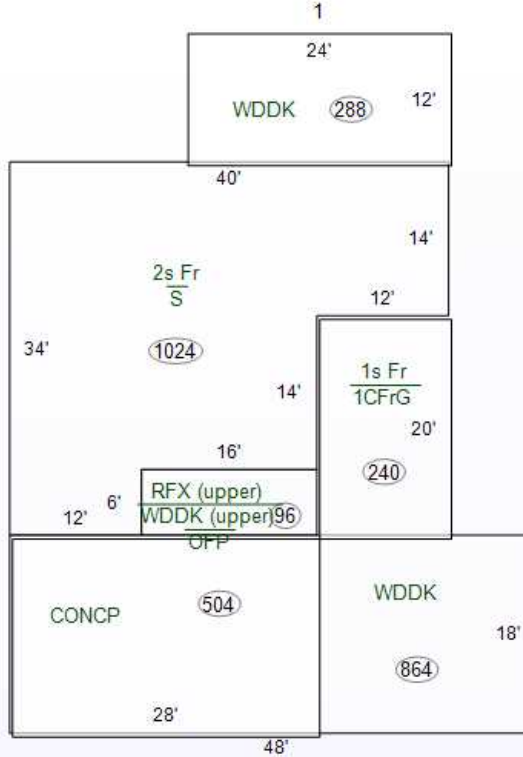 1
24'
WDDK 288 12'
40'
14'
2s Fr
S
12'
34' 1024
1s Fr
1CFrG
14'
20'
16'
240
RFX (upper)
6'
WDDK (upper) 96
12'
OFP
504
WDDK
CONCP
18'
864
28'
48'